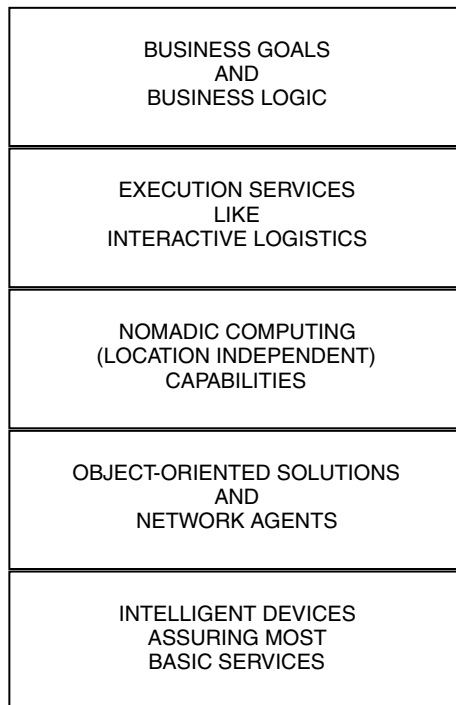 BUSINESS GOALS
AND
BUSINESS LOGIC
EXECUTION SERVICES
LIKE
INTERACTIVE LOGISTICS
NOMADIC COMPUTING
(LOCATION INDEPENDENT)
CAPABILITIES
OBJECT-ORIENTED SOLUTIONS
AND
NETWORK AGENTS
INTELLIGENT DEVICES
ASSURING MOST
BASIC SERVICES